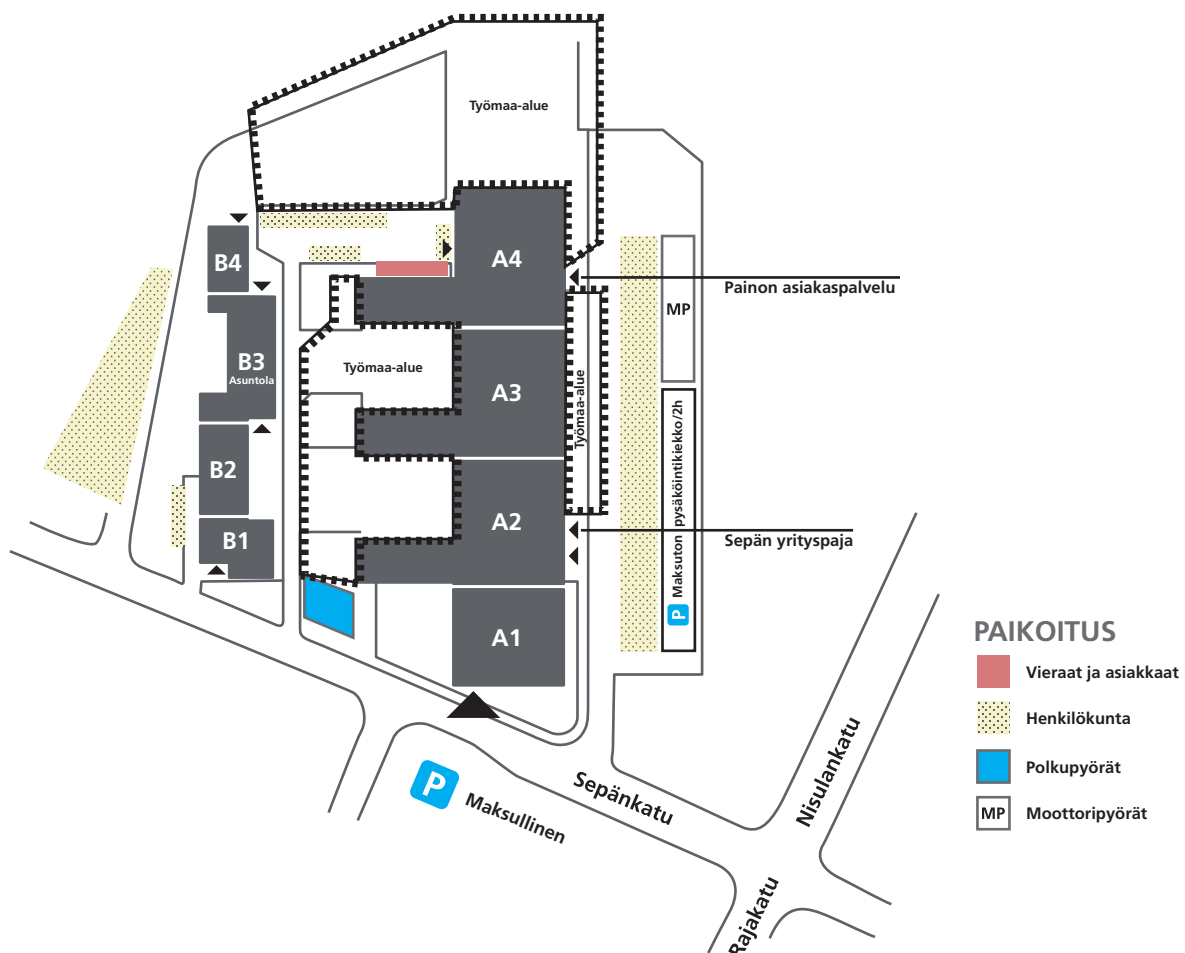 Työmaa-alue
A4
B4
Painon asiakaspalvelu
MP
B3
Asuntola
Työmaa-alue
A3
Työmaa-alue
B2
A2
Sepän yrityspaja
B1
P Maksuton pysäköintikiekko/2h
A1
P Maksullinen
Sepänkatu
Nisulankatu
Rajakatu
PAIKOITUS
Vieraat ja asiakkaat
Henkilökunta
Polkupyörät
MP Moottoripyörät